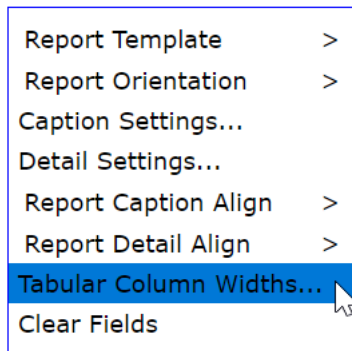 Report Template >
Report Orientation >
Caption Settings...
Detail Settings...
Report Caption Align >
Report Detail Align >
Tabular Column Widths...
Clear Fields